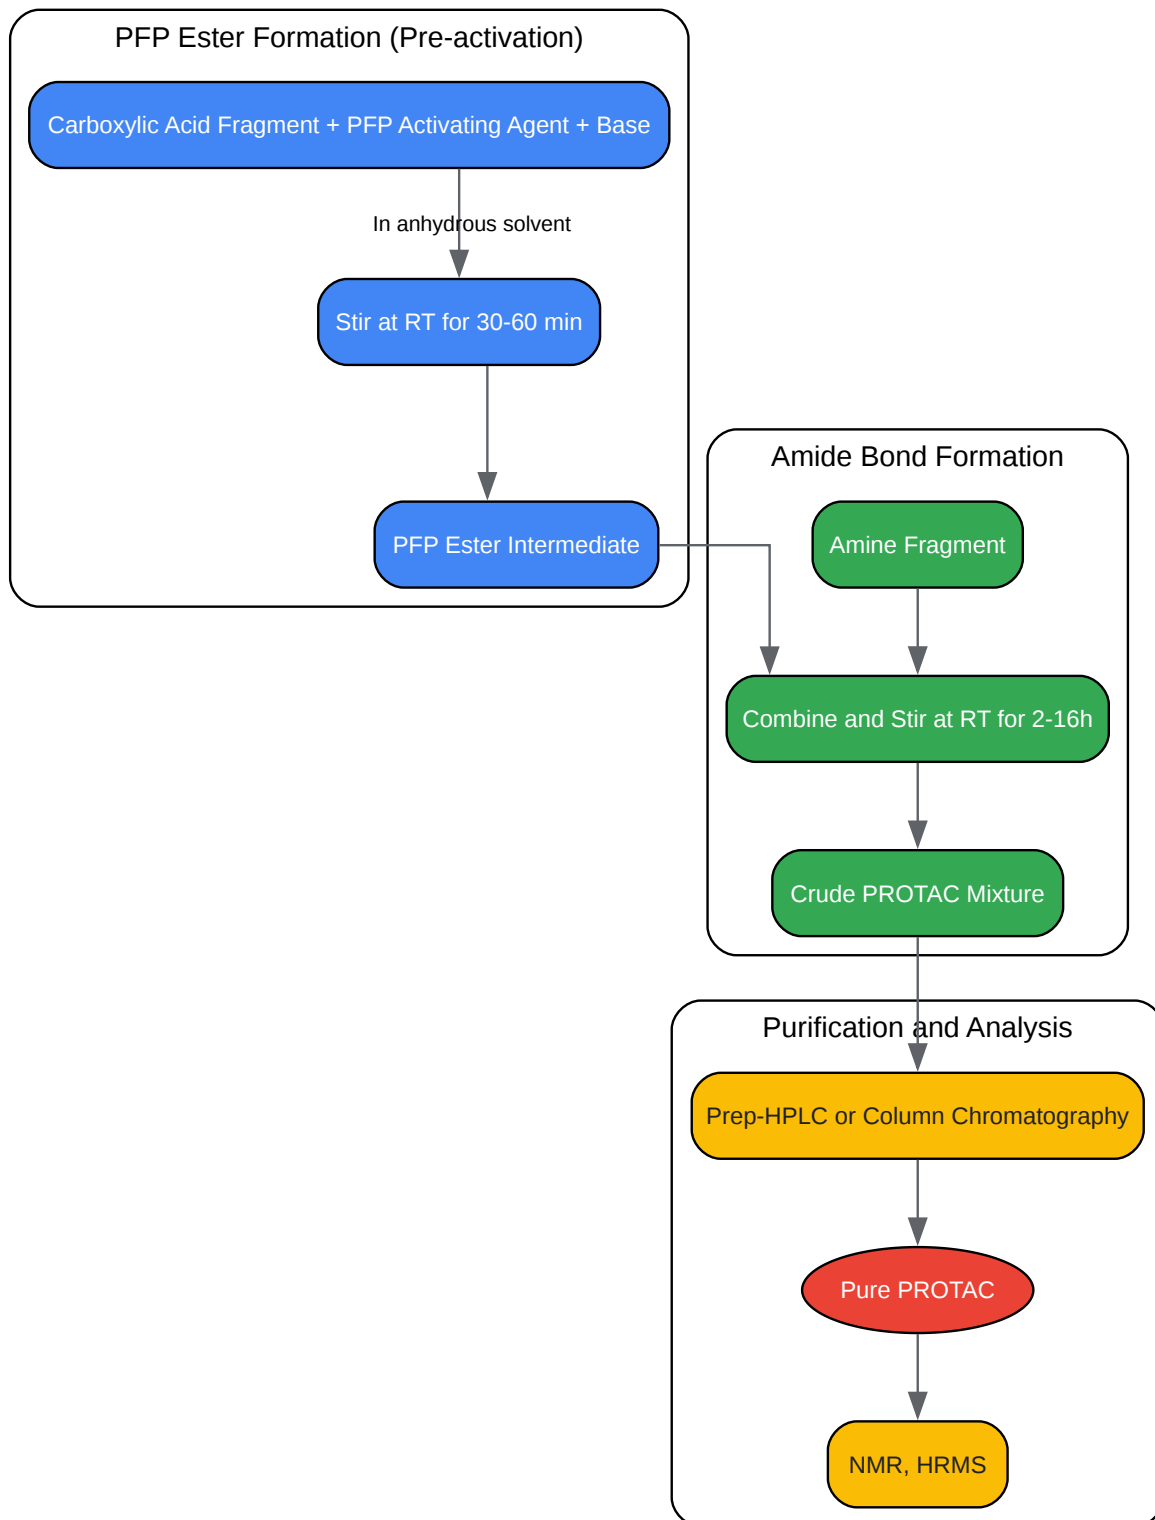 PFP Ester Formation (Pre-activation)
Carboxylic Acid Fragment + PFP Activating Agent + Base
In anhydrous solvent
Stir at RT for 30-60 min
PFP Ester Intermediate
Amide Bond Formation
Amine Fragment
Combine and Stir at RT for 2-16h
Crude PROTAC Mixture
Purification and Analysis
Prep-HPLC or Column Chromatography
Pure PROTAC
NMR, HRMS